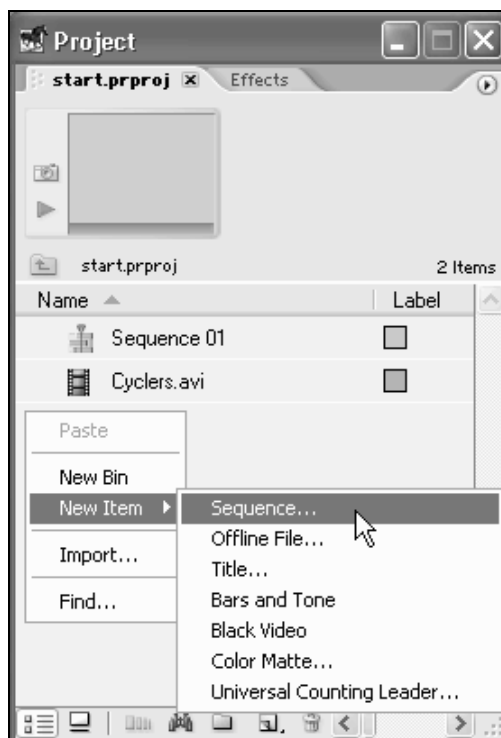 Project
start.prproj Effects
start.prproj 2 Items
Name Label
Sequence 01
Cyclers.avi
Paste
New Bin
New Item
Import...
Find...
Sequence...
Offline File...
Title...
Bars and Tone
Black Video
Color Matte...
Universal Counting Leader...